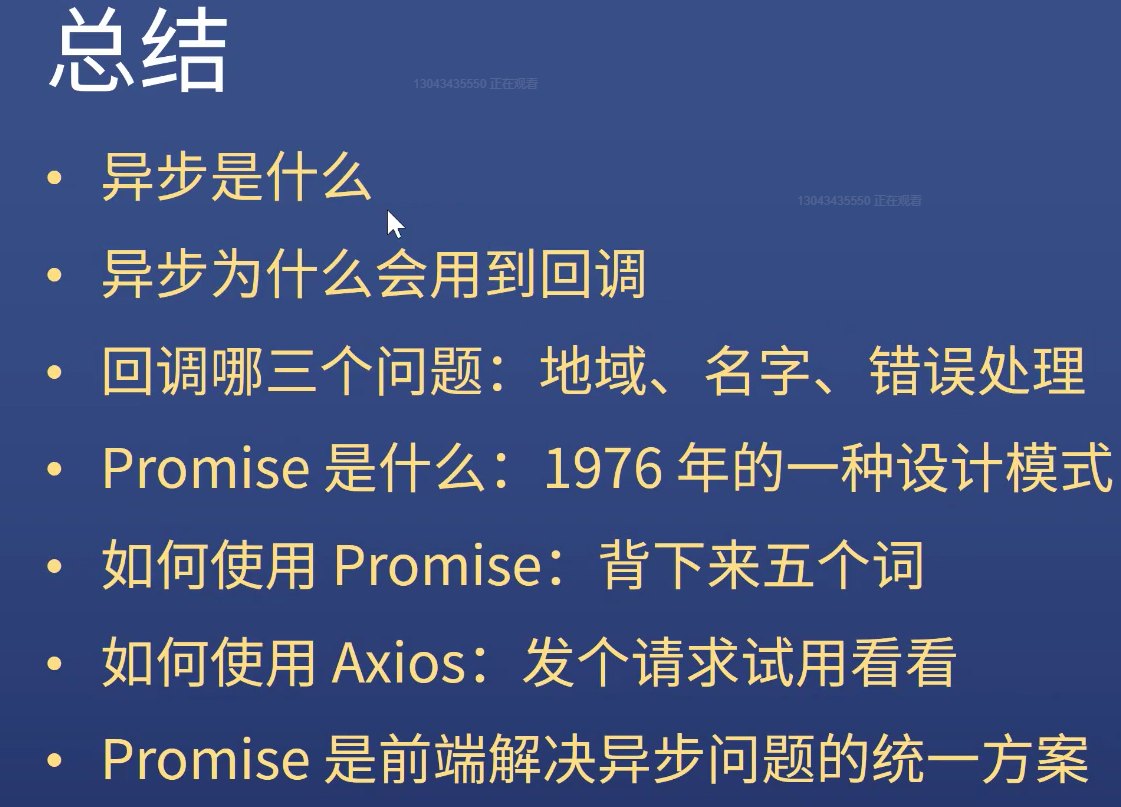 总结
13043435550 正在观看
• 异步是什么
13043435550 正在观看
• 异步为什么会用到回调
• 回调哪三个问题：地域、名字、错误处理
• Promise 是什么：1976 年的一种设计模式
• 如何使用 Promise：背下来五个词
• 如何使用 Axios：发个请求试用看看
• Promise 是前端解决异步问题的统一方案